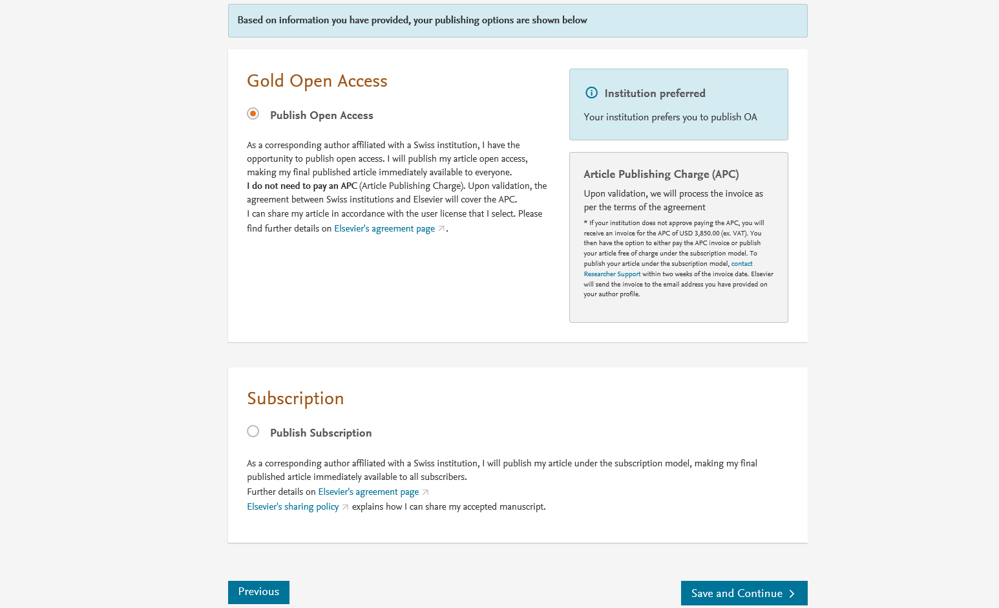 Based on information you have provided, your publishing options are shown below
Gold Open Access
Publish Open Access
As a corresponding author affiliated with a Swiss institution, I have the
opportunity to publish open access. I will publish my article open access,
making my final published article immediately available to everyone.
I do not need to pay an APC (Article Publishing Charge). Upon validation, the
agreement between Swiss institutions and Elsevier will cover the APC.
I can share my article in accordance with the user license that I select. Please
find further details on Elsevier's agreement page.
Institution preferred
Your institution prefers you to publish OA
Article Publishing Charge (APC)
Upon validation, we will process the invoice as
per the terms of the agreement
* If your institution does not approve paying the APC, you will
receive an invoice for the APC of USD 3,850.00 (ex. VAT). You
then have the option to either pay the APC invoice or publish
your article free of charge under the subscription model. To
publish your article under the subscription model, contact
Researcher Support within two weeks of the invoice date. Elsevier
will send the invoice to the email address you have provided on
your author profile.
Subscription
Publish Subscription
As a corresponding author affiliated with a Swiss institution, I will publish my article under the subscription model, making my final
published article immediately available to all subscribers.
Further details on Elsevier's agreement page
Elsevier's sharing policy explains how I can share my accepted manuscript.
Previous
Save and Continue